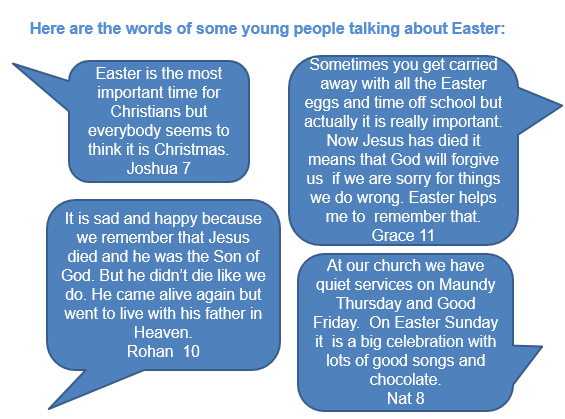 Here are the words of some young people talking about Easter:
Easter is the most
important time for
Christians but
everybody seems to
think it is Christmas.
Joshua 7
Sometimes you get carried
away with all the Easter
eggs and time off school but
actually it is really important.
Now Jesus has died it
means that God will forgive
us  if we are sorry for things
we do wrong. Easter helps
me to  remember that.
Grace 11
It is sad and happy because
we remember that Jesus
died and he was the Son of
God. But he didn’t die like we
do. He came alive again but
went to live with his father in
Heaven.
Rohan  10
At our church we have
quiet services on Maundy
Thursday and Good
Friday.  On Easter Sunday
it  is a big celebration with
lots of good songs and
chocolate.
Nat 8